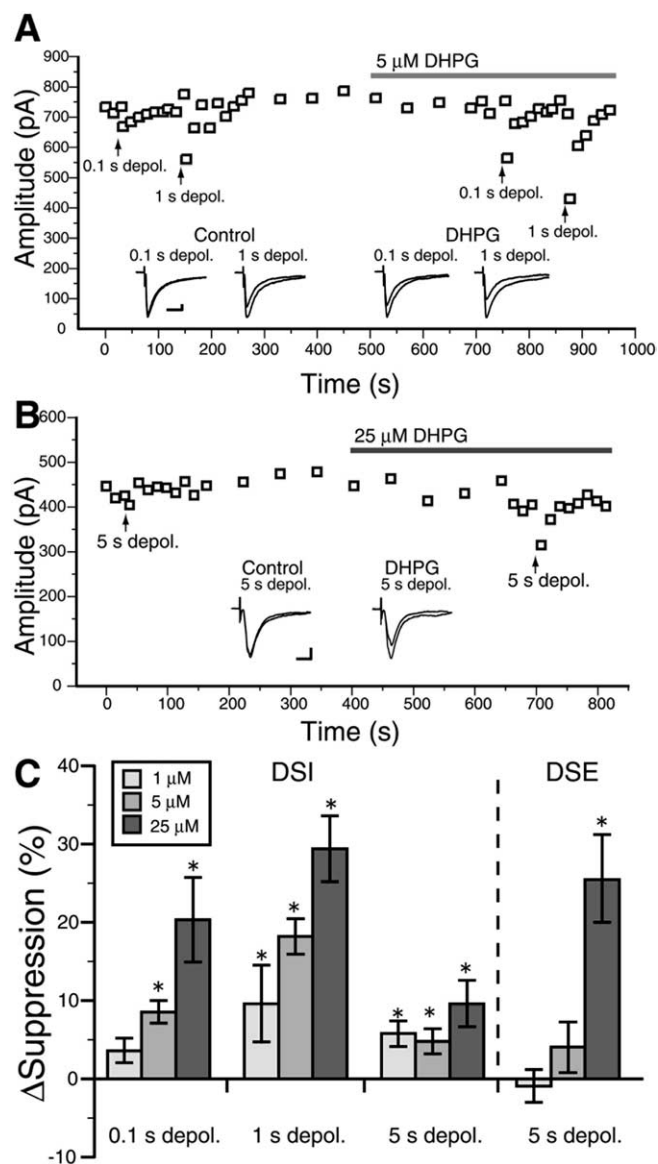 A
5 μM DHPG
900
800
700
600
500
400
300
200
100
0
Amplitude (pA)
0.1 s depol.
1 s depol.
0.1 s depol.
1 s depol.
Control
0.1 s depol. 1 s depol.
DHPG
0.1 s depol. 1 s depol.
0 100 200 300 400 500 600 700 800 900 1000
Time (s)
B
25 μM DHPG
600
500
400
300
200
100
0
Amplitude (pA)
5 s depol.
5 s depol.
Control
5 s depol.
DHPG
5 s depol.
0 100 200 300 400 500 600 700 800
Time (s)
C
1 μM
5 μM
25 μM
DSI
DSE
40
30
20
10
0
-10
ΔSuppression (%)
* * * * * * * * *
0.1 s depol. 1 s depol. 5 s depol. 5 s depol.